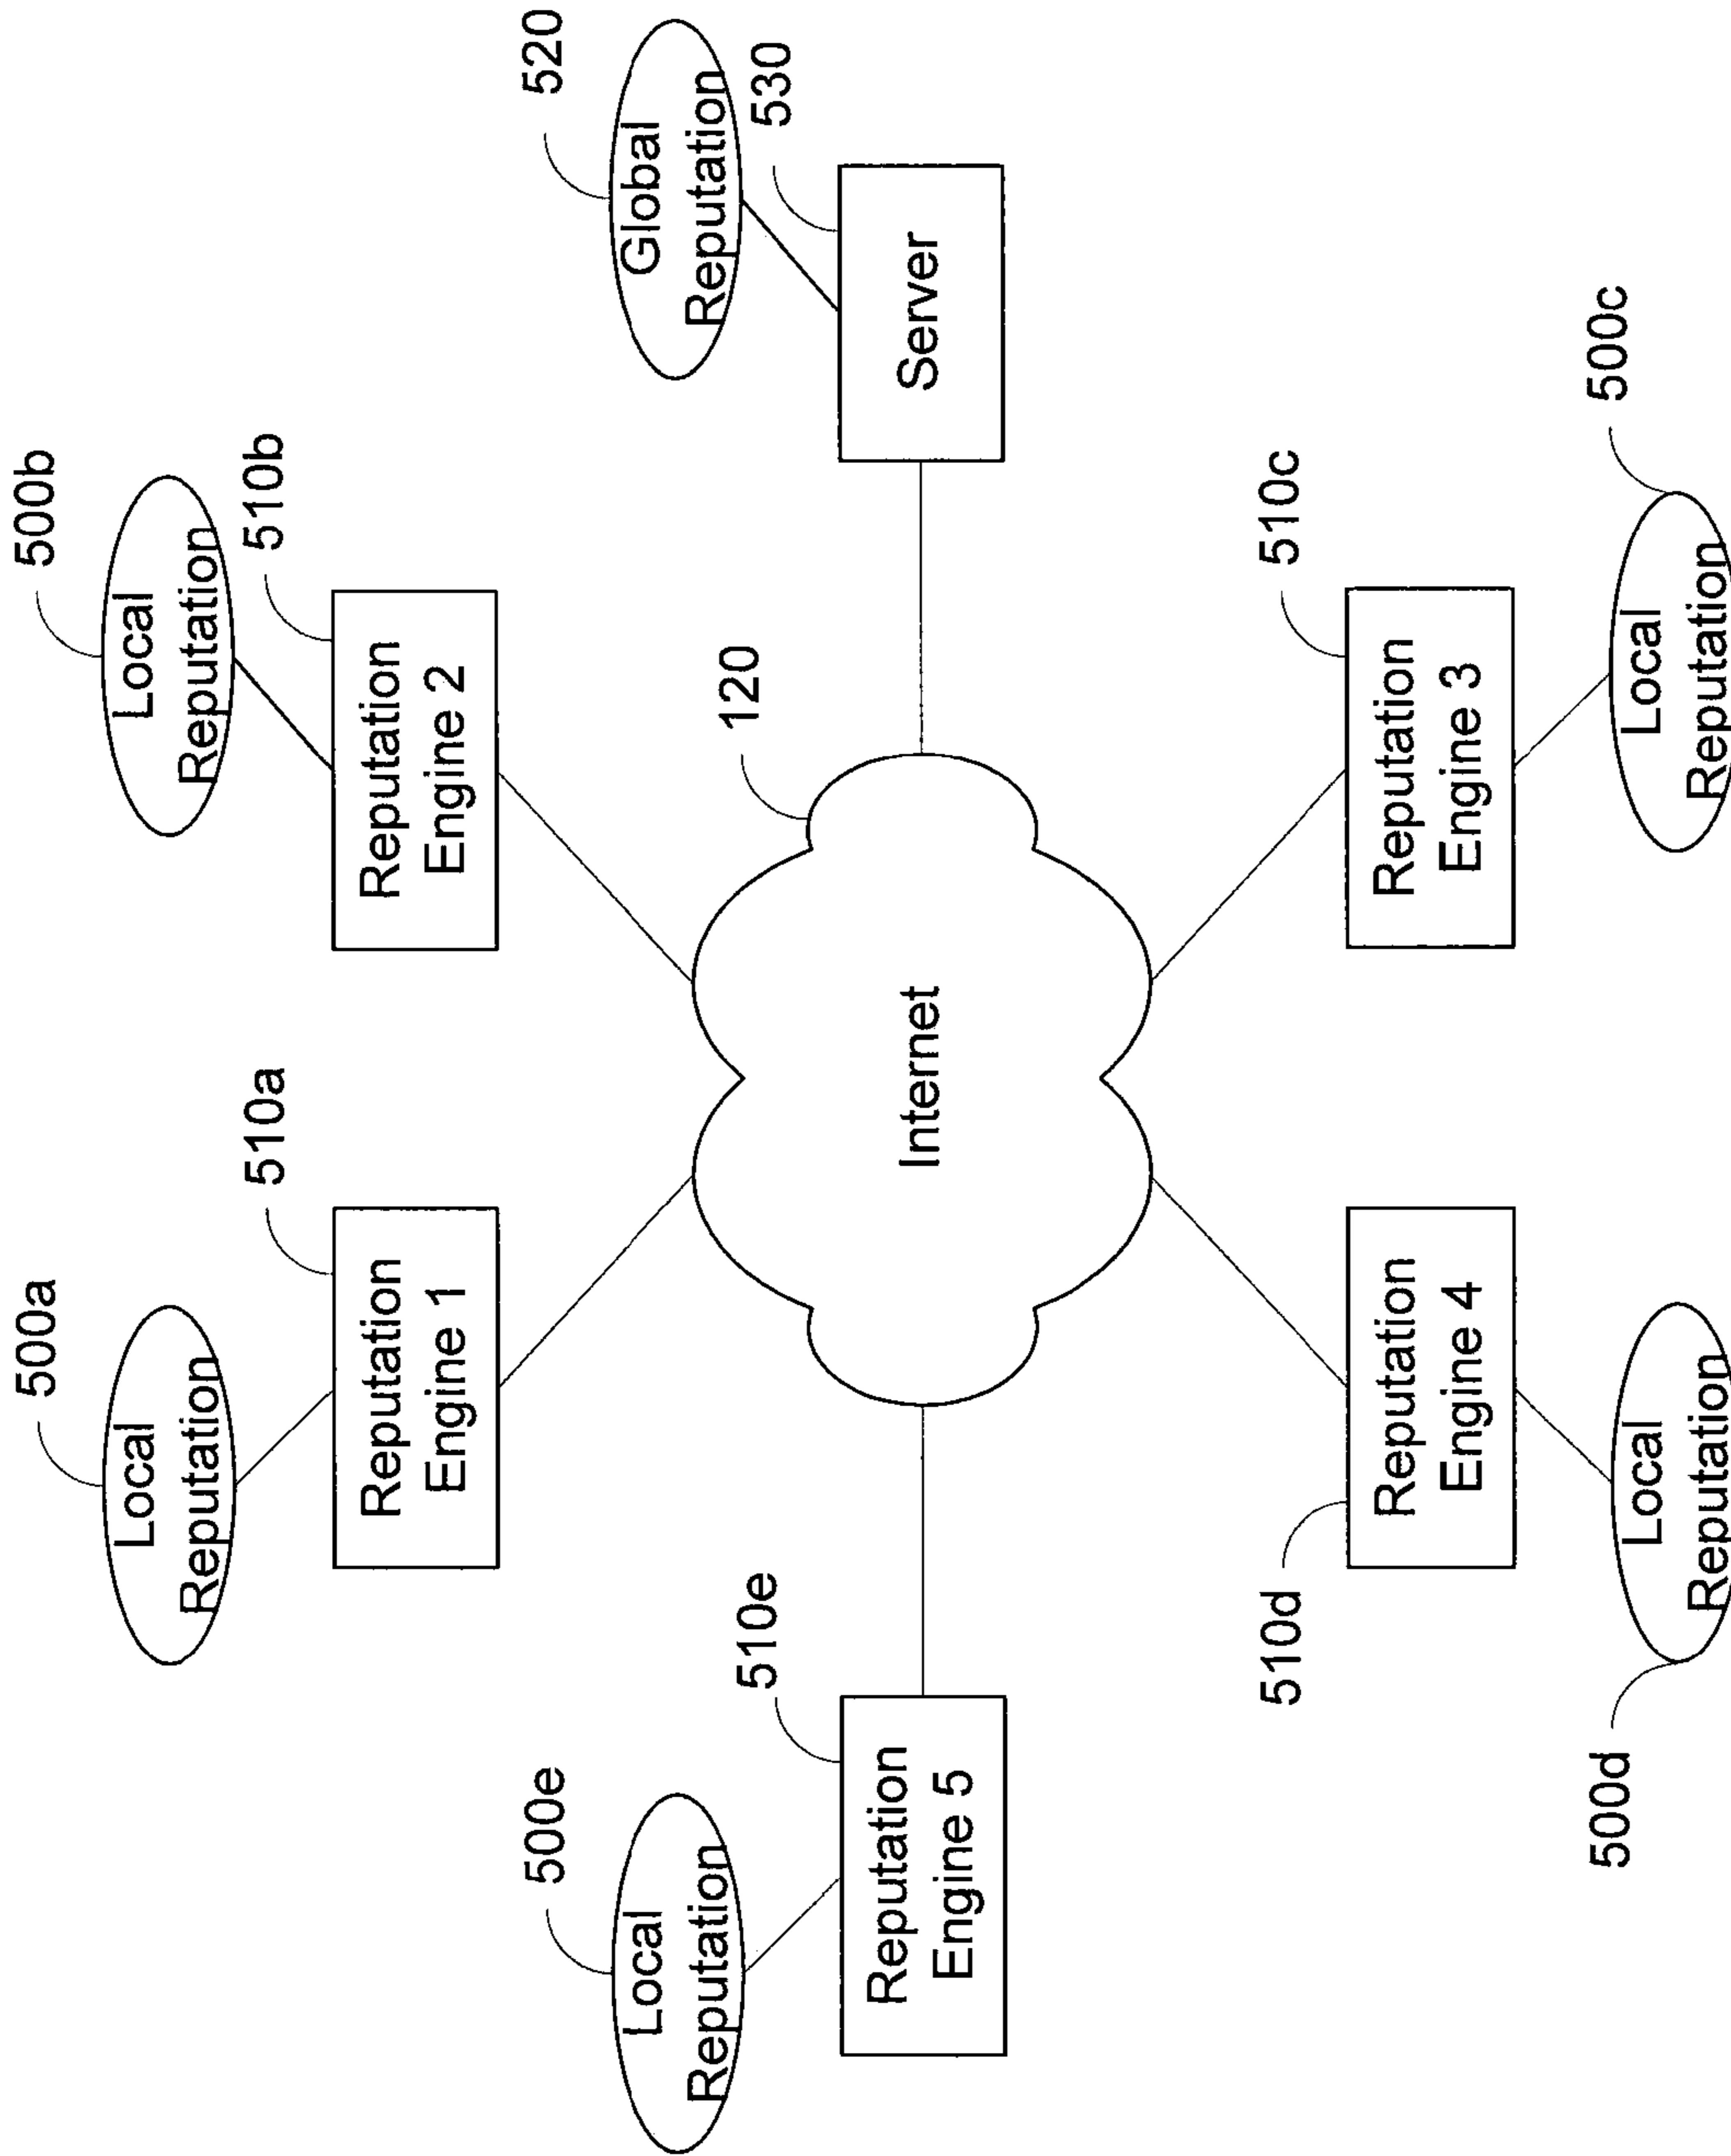 500a
Local
Reputation
510a
Reputation
Engine 1
500b
Local
Reputation
510b
Reputation
Engine 2
500e
Local
Reputation
510e
Reputation
Engine 5
120
Internet
520
Global
Reputation
530
Server
510d
Reputation
Engine 4
500d
Local
Reputation
510c
Reputation
Engine 3
500c
Local
Reputation